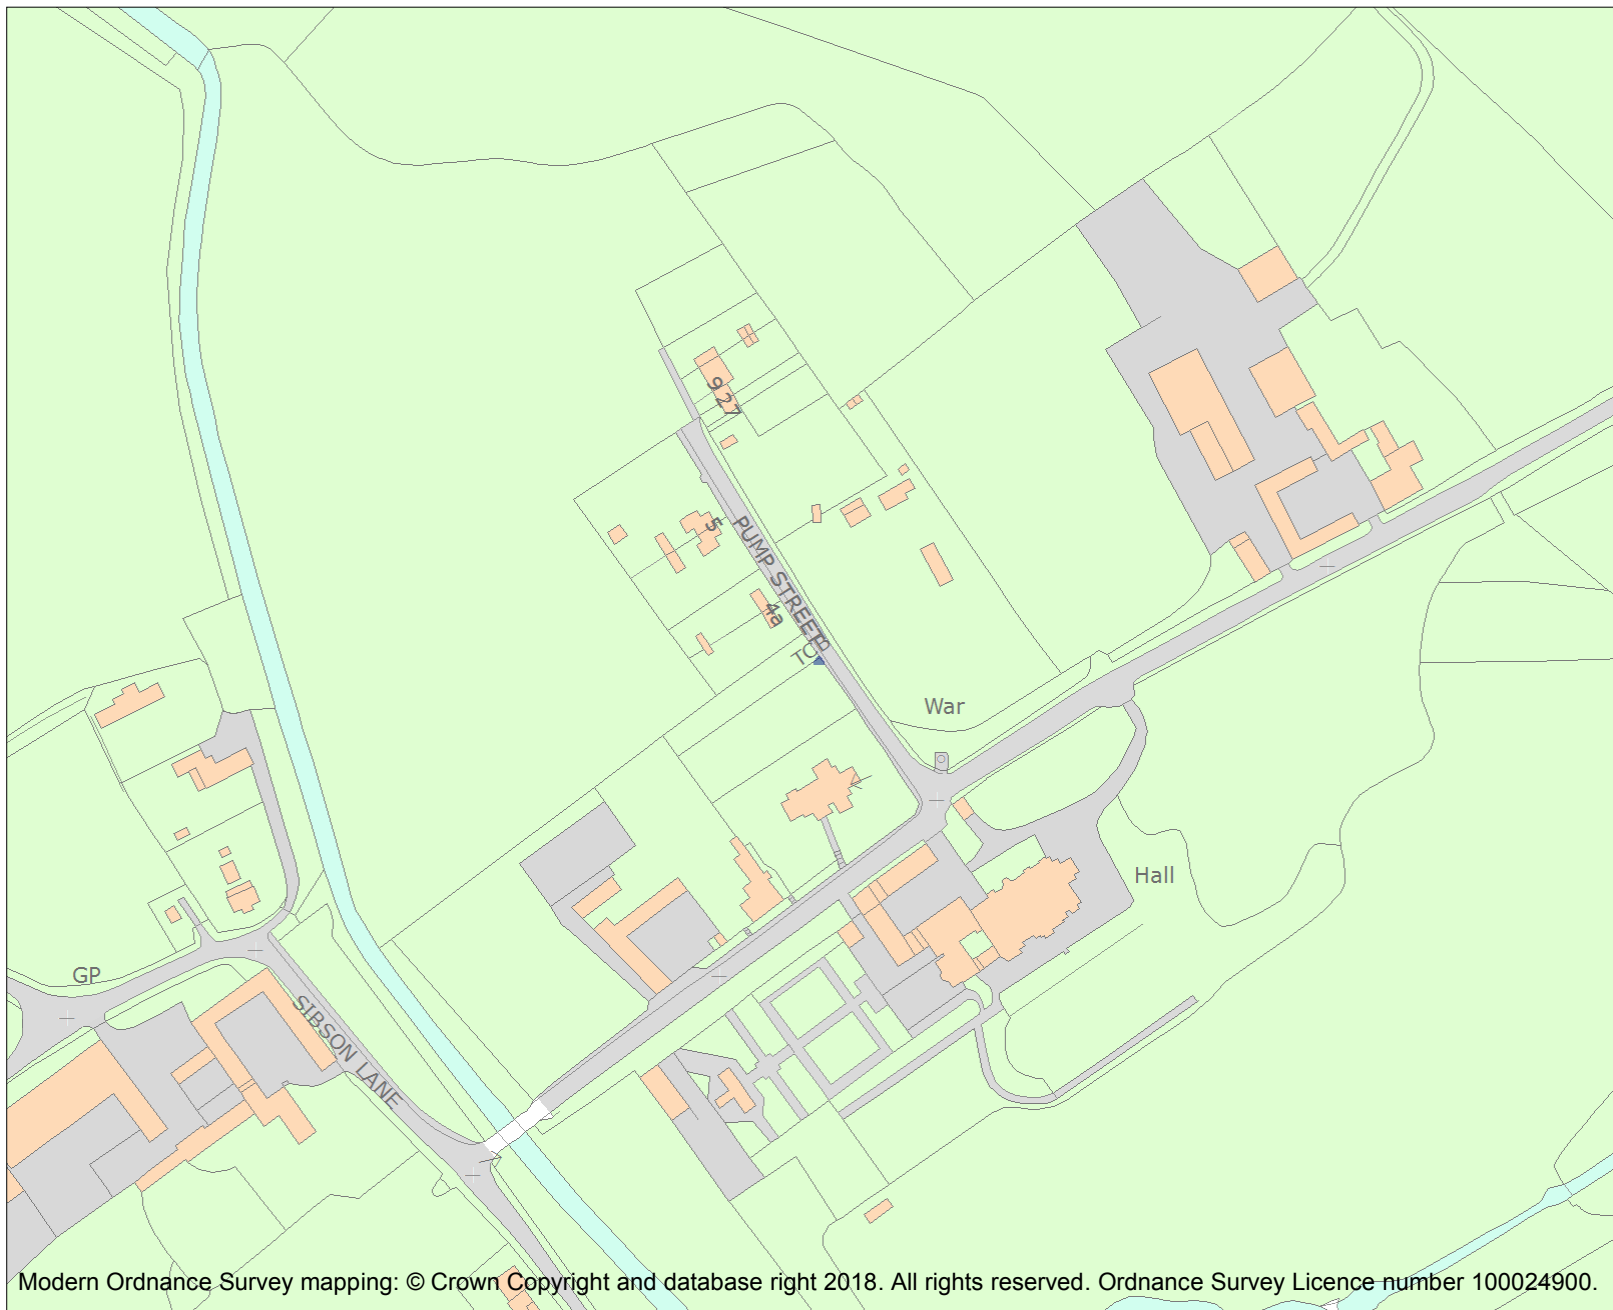 9
27
5
PUMP STREET
4a
TCB
War
Hall
GP
SIBSON LANE
Modern Ordnance Survey mapping: © Crown Copyright and database right 2018. All rights reserved. Ordnance Survey Licence number 100024900.